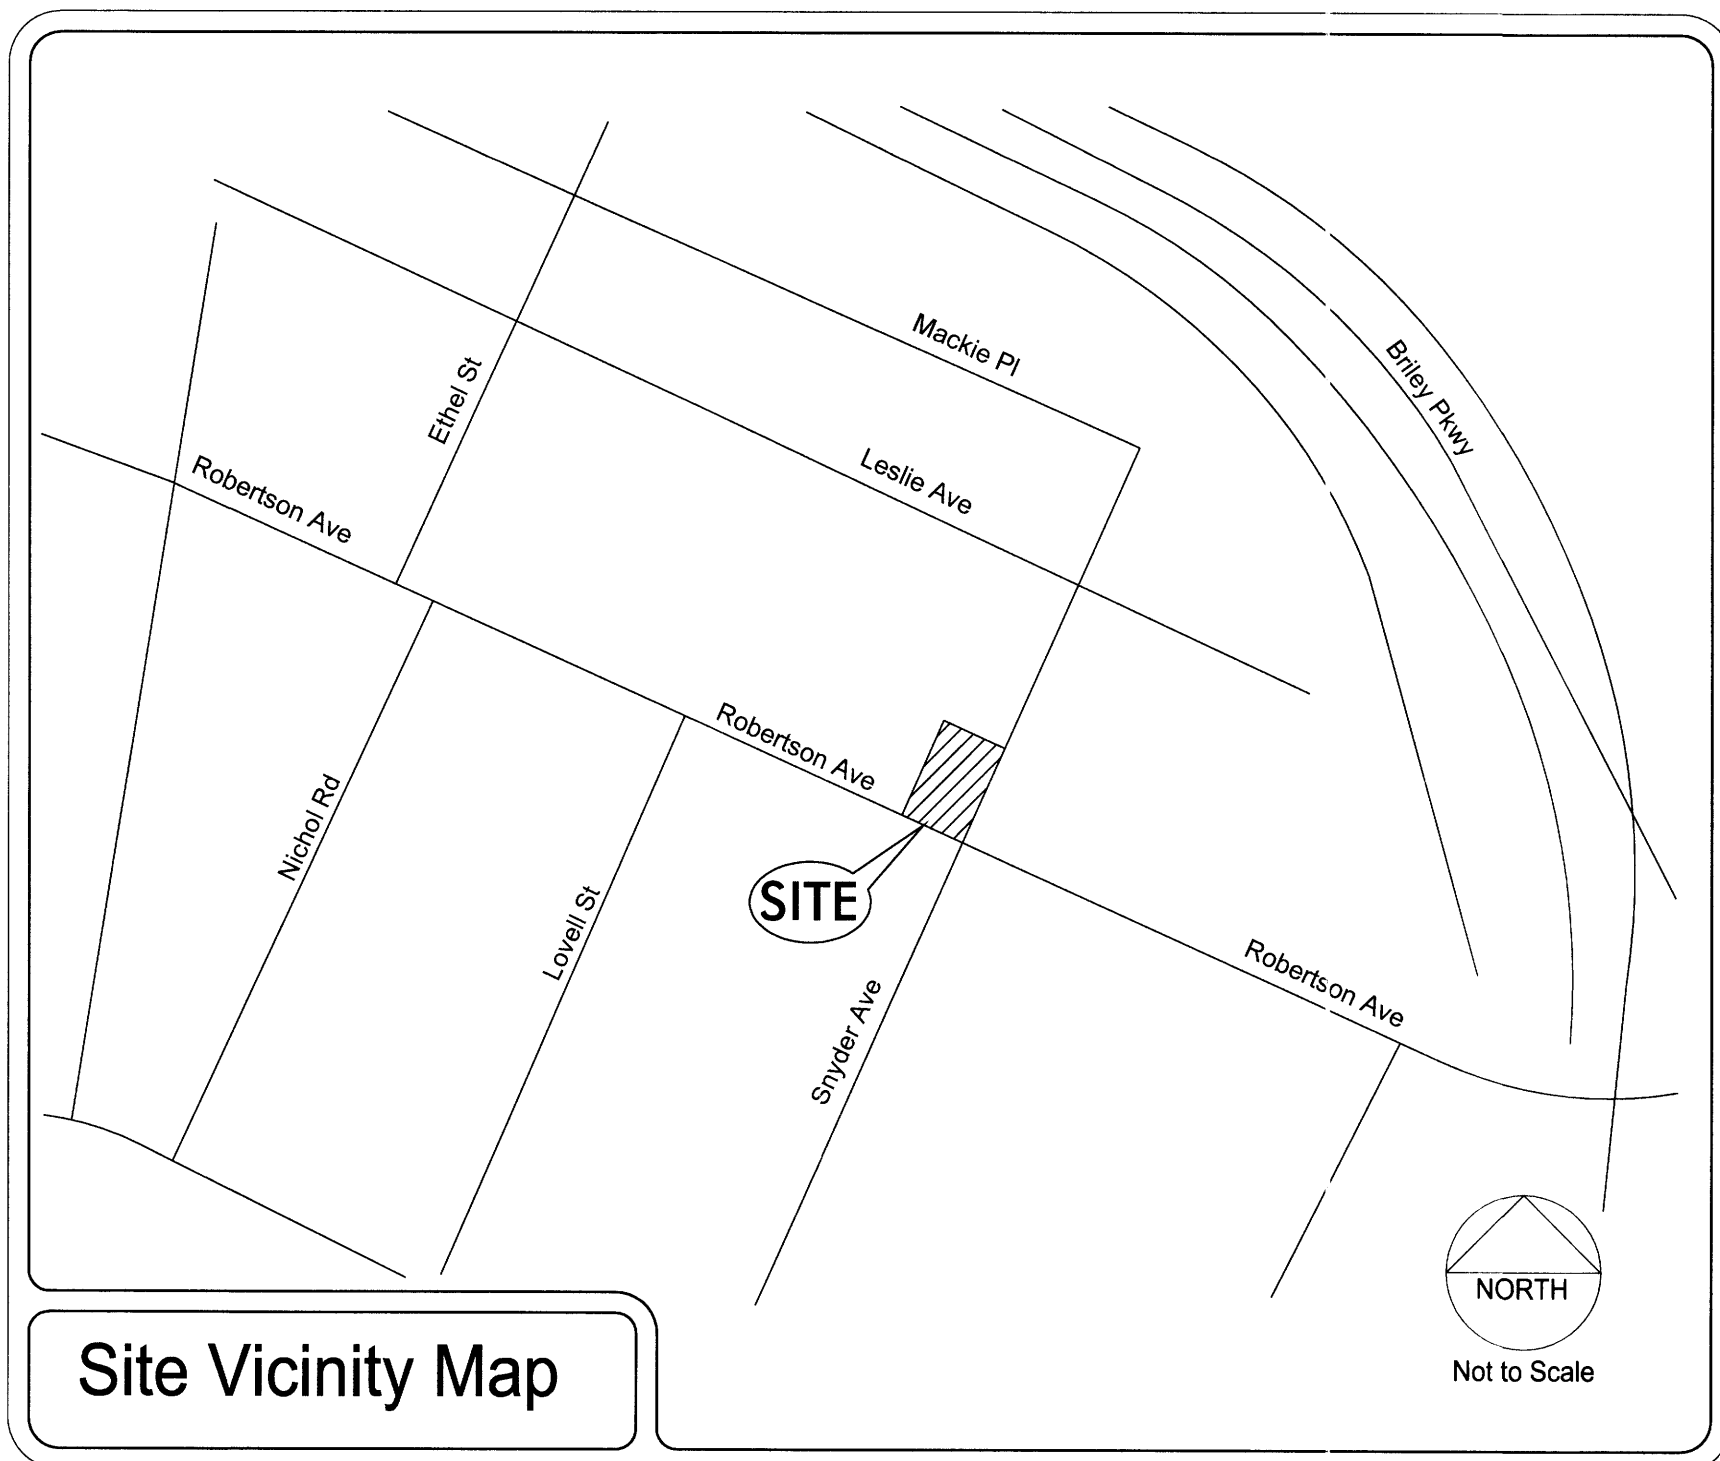 Mackie Pl
Briley Pkwy
Ethel St
Leslie Ave
Robertson Ave
Robertson Ave
Nichol Rd
SITE
Lovell St
Robertson Ave
Snyder Ave
NORTH
Not to Scale
Site Vicinity Map